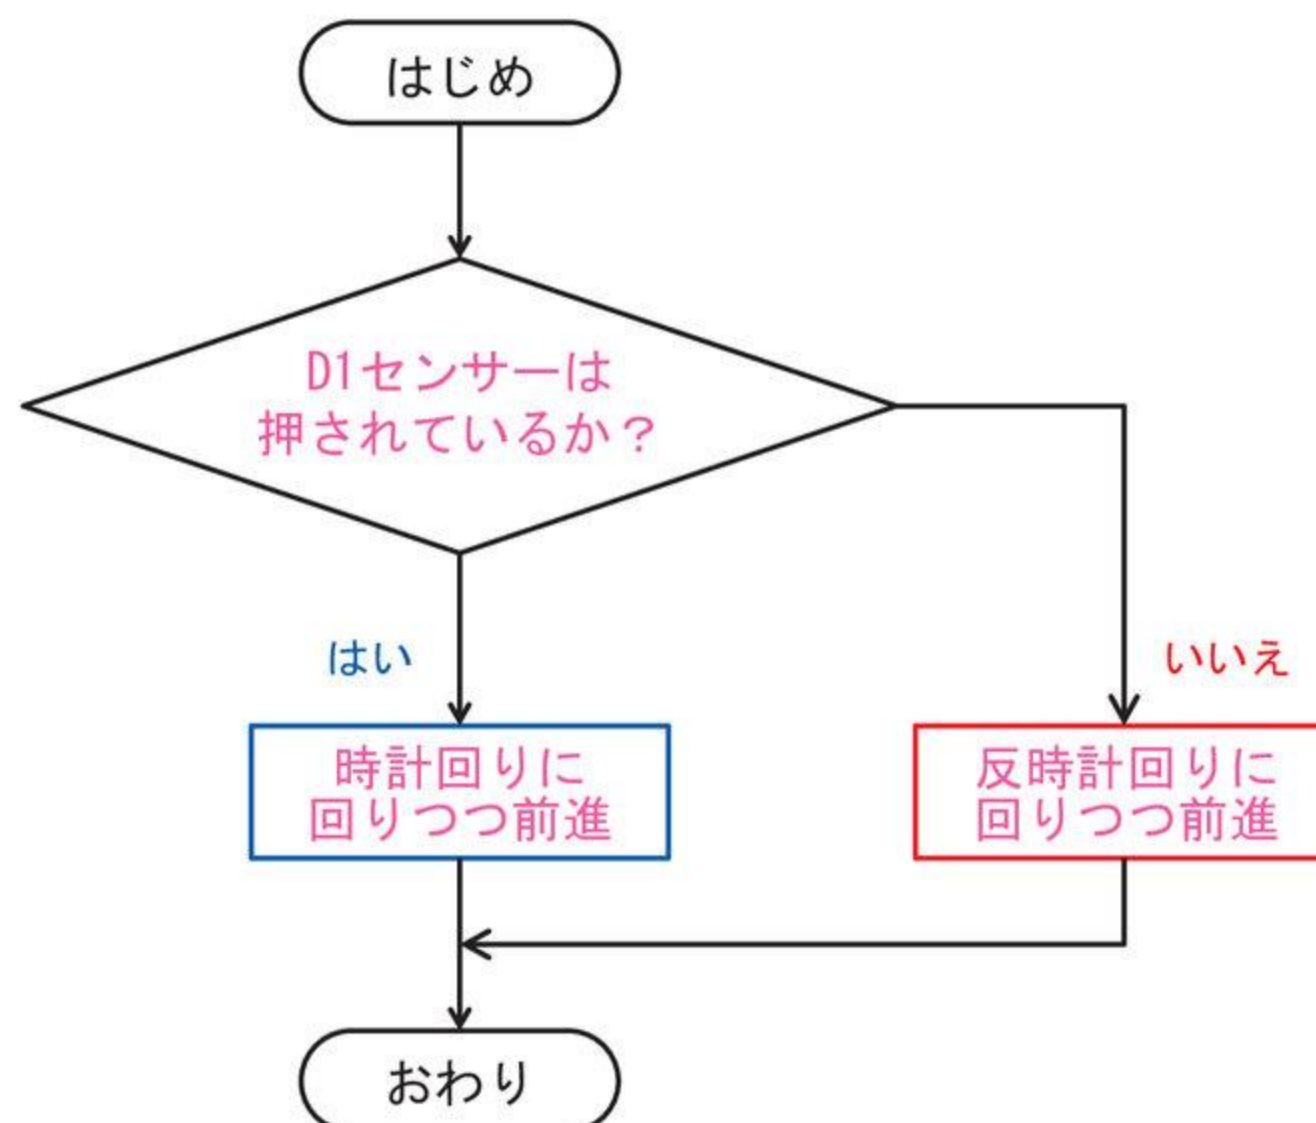 はじめ
D1センサーは
押されているか？
はい
いいえ
時計回りに
回りつつ前進
反時計回りに
回りつつ前進
おわり